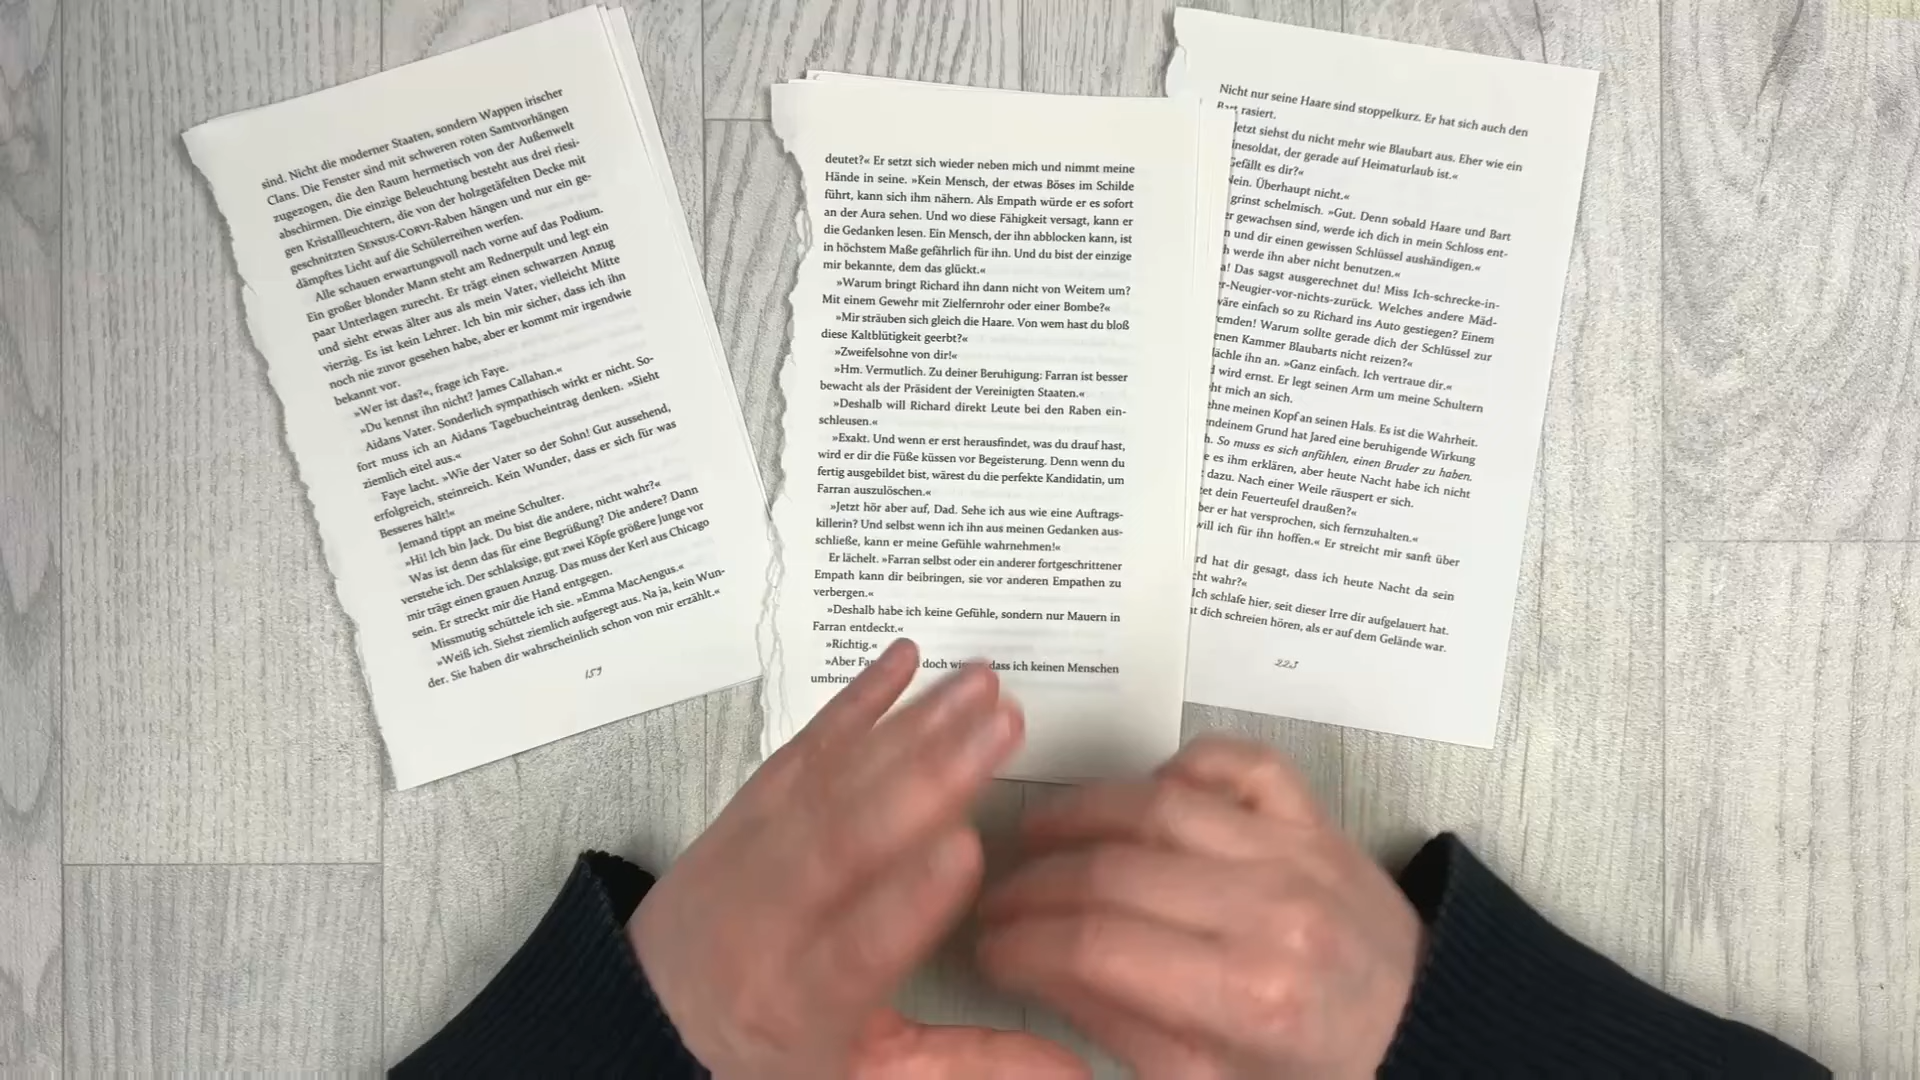 sind. Nicht die moderner Staaten, sondern Wappen irischer
Clans. Die Fenster sind mit schweren roten Samtvorhängen
zugezogen, die den Raum hermetisch von der Außenwelt
abschirmen. Die einzige Beleuchtung besteht aus drei riesi-
gen Kristallleuchtern, die von der holzgetäfelten Decke mit
geschnitzten SENSUS-CORVI-Raben hängen und nur ein ge-
dämpftes Licht auf die Schülerreihen werfen.
Alle schauen erwartungsvoll nach vorne auf das Podium.
Ein großer blonder Mann steht am Rednerpult und legt ein
paar Unterlagen zurecht. Er trägt einen schwarzen Anzug
und sieht etwas älter aus als mein Vater, vielleicht Mitte
vierzig. Es ist kein Lehrer. Ich bin mir sicher, dass ich ihn
noch nie zuvor gesehen habe, aber er kommt mir irgendwie
bekannt vor.
»Wer ist das?«, frage ich Faye.
»Du kennst ihn nicht? James Callahan.«
Aidans Vater. Sonderlich sympathisch wirkt er nicht. So-
fort muss ich an Aidans Tagebucheintrag denken. »Sieht
ziemlich eitel aus.«
Faye lacht. »Wie der Vater so der Sohn! Gut aussehend,
erfolgreich, steinreich. Kein Wunder, dass er sich für was
Besseres hält!«
Jemand tippt an meine Schulter.
»Hi! Ich bin Jack. Du bist die andere, nicht wahr?«
Was ist denn das für eine Begrüßung? Die andere? Dann
verstehe ich. Der schlaksige, gut zwei Köpfe größere Junge vor
mir trägt einen grauen Anzug. Das muss der Kerl aus Chicago
sein. Er streckt mir die Hand entgegen.
Missmutig schüttele ich sie. »Emma MacAengus.«
»Weiß ich. Siehst ziemlich aufgeregt aus. Na ja, kein Wun-
der. Sie haben dir wahrscheinlich schon von mir erzählt.«
159
deutet?« Er setzt sich wieder neben mich und nimmt meine
Hände in seine. »Kein Mensch, der etwas Böses im Schilde
führt, kann sich ihm nähern. Als Empath würde er es sofort
an der Aura sehen. Und wo diese Fähigkeit versagt, kann er
die Gedanken lesen. Ein Mensch, der ihn abblocken kann, ist
in höchstem Maße gefährlich für ihn. Und du bist der einzige
mir bekannte, dem das glückt.«
»Warum bringt Richard ihn dann nicht von Weitem um?
Mit einem Gewehr mit Zielfernrohr oder einer Bombe?«
»Mir sträuben sich gleich die Haare. Von wem hast du bloß
diese Kaltblütigkeit geerbt?«
»Zweifelsohne von dir!«
»Hm. Vermutlich. Zu deiner Beruhigung: Farran ist besser
bewacht als der Präsident der Vereinigten Staaten.«
»Deshalb will Richard direkt Leute bei den Raben ein-
schleusen.«
»Exakt. Und wenn er erst herausfindet, was du drauf hast,
wird er dir die Füße küssen vor Begeisterung. Denn wenn du
fertig ausgebildet bist, wärest du die perfekte Kandidatin, um
Farran auszulöschen.«
»Jetzt hör aber auf, Dad. Sehe ich aus wie eine Auftrags-
killerin? Und selbst wenn ich ihn aus meinen Gedanken aus-
schließe, kann er meine Gefühle wahrnehmen!«
Er lächelt. »Farran selbst oder ein anderer fortgeschrittener
Empath kann dir beibringen, sie vor anderen Empathen zu
verbergen.«
»Deshalb habe ich keine Gefühle, sondern nur Mauern in
Farran entdeckt.«
»Richtig.«
»Aber doch dass ich keinen Menschen
Nicht nur seine Haare sind stoppelkurz. Er hat sich auch den
Bart rasiert.
Jetzt siehst du nicht mehr wie Blaubart aus. Eher wie ein
inesoldat, der gerade auf Heimaturlaub ist.«
Gefällt es dir?«
Nein. Überhaupt nicht.«
grinst schelmisch. »Gut. Denn sobald Haare und Bart
er gewachsen sind, werde ich dich in mein Schloss ent-
n und dir einen gewissen Schlüssel aushändigen.«
h werde ihn aber nicht benutzen.«
a! Das sagst ausgerechnet du! Miss Ich-schrecke-in-
r-Neugier-vor-nichts-zurück. Welches andere Mäd-
wäre einfach so zu Richard ins Auto gestiegen? Einem
emden! Warum sollte gerade dich der Schlüssel zur
enen Kammer Blaubarts nicht reizen?«
ächle ihn an. »Ganz einfach. Ich vertraue dir.«
d wird ernst. Er legt seinen Arm um meine Schultern
ht mich an sich.
ehne meinen Kopf an seinen Hals. Es ist die Wahrheit.
ndeinem Grund hat Jared eine beruhigende Wirkung
h. So muss es sich anfühlen, einen Bruder zu haben.
e es ihm erklären, aber heute Nacht habe ich nicht
dazu. Nach einer Weile räuspert er sich.
et dein Feuerteufel draußen?«
ber er hat versprochen, sich fernzuhalten.«
will ich für ihn hoffen.« Er streicht mir sanft über
rd hat dir gesagt, dass ich heute Nacht da sein
cht wahr?«
Ich schlafe hier, seit dieser Irre dir aufgelauert hat.
t dich schreien hören, als er auf dem Gelände war.
223